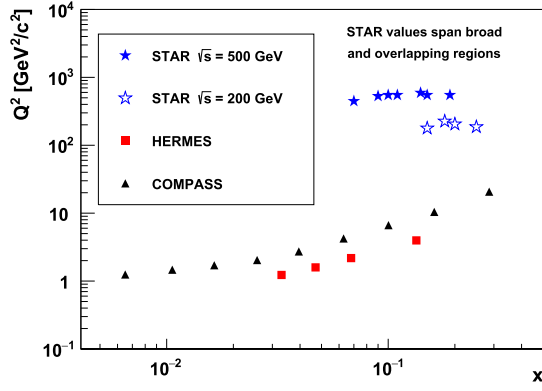 Q² [GeV²/c²]
10⁴
10³
10²
10
1
10⁻¹
STAR √s = 500 GeV
STAR √s = 200 GeV
HERMES
COMPASS
STAR values span broad
and overlapping regions
10⁻²
10⁻¹
x